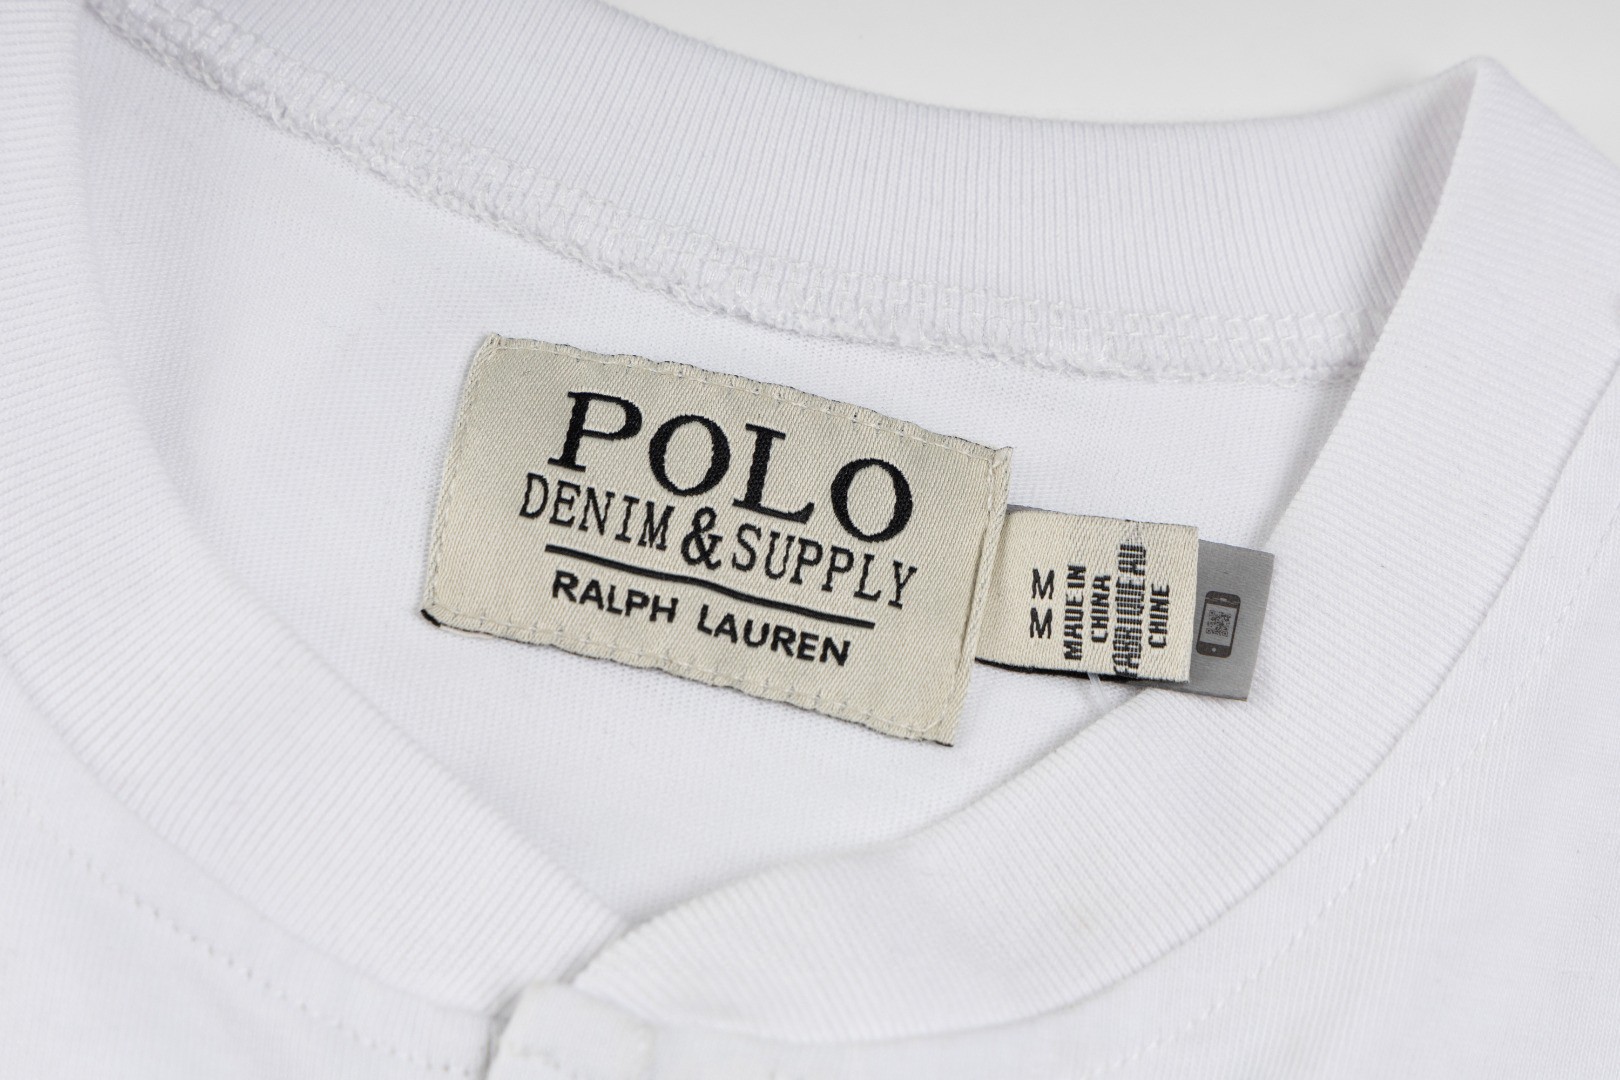 POLO
DENIM & SUPPLY
RALPH LAUREN
M
M
MADE IN
CHINA
FABRIQUÉ AU
CHINE